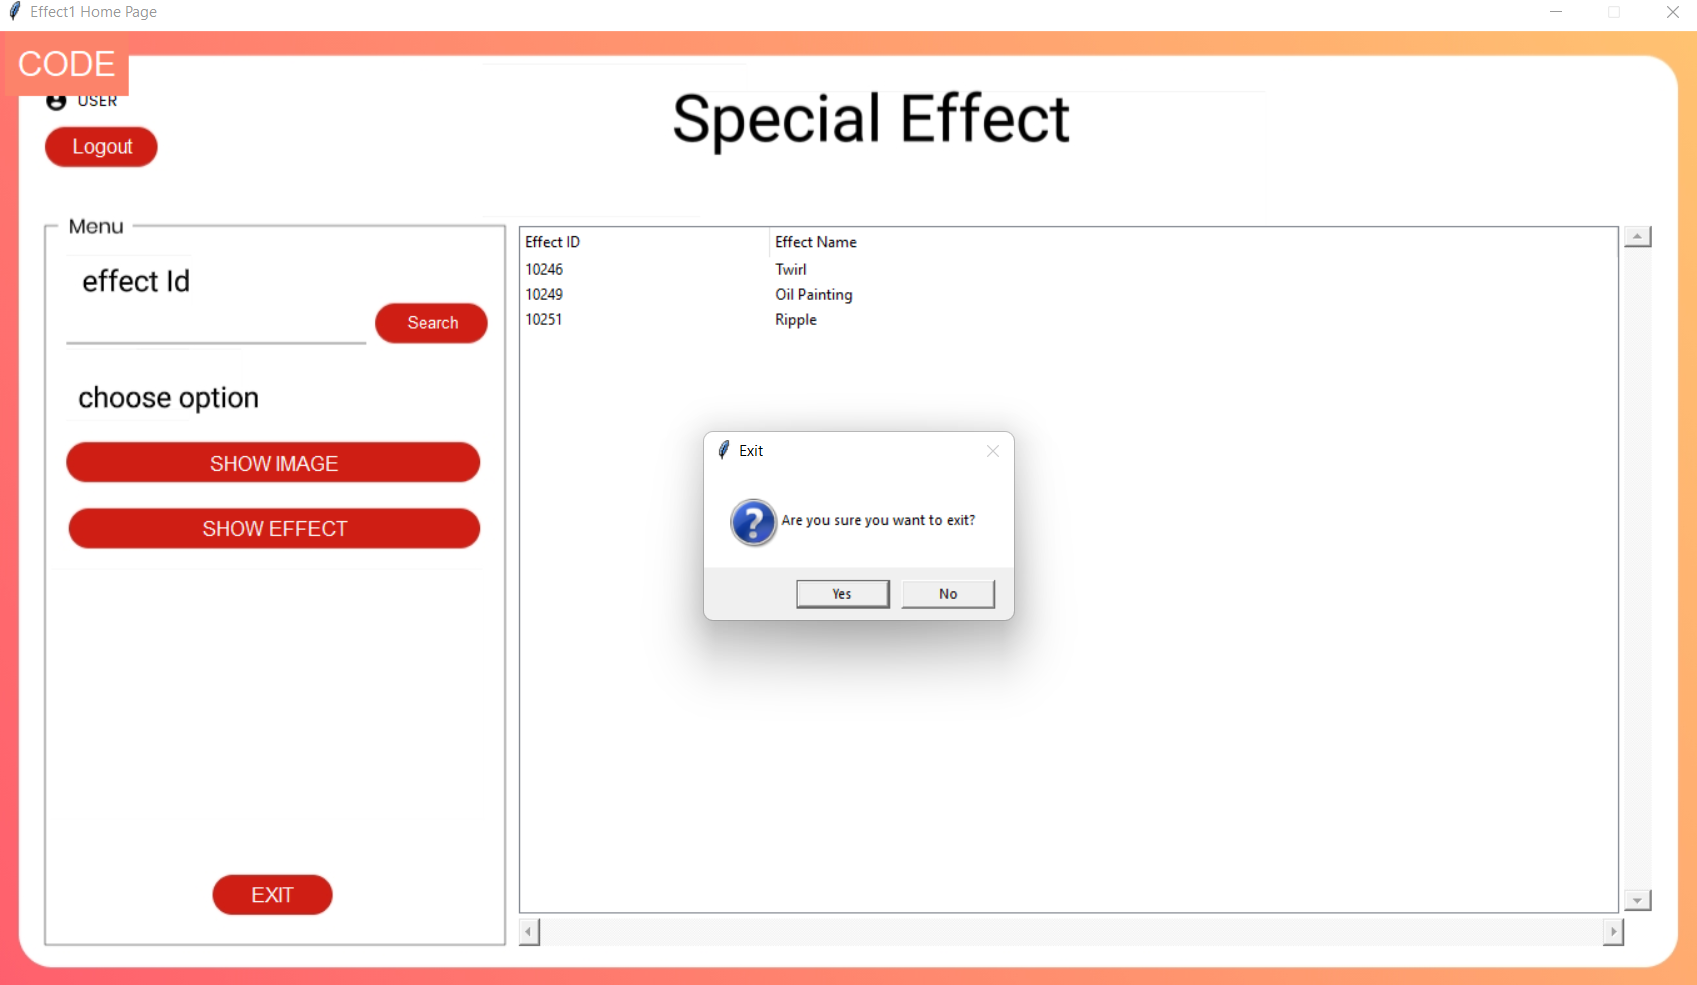 Effect1 Home Page
CODE
USER
Logout
Special Effect
Menu
effect Id
Search
choose option
SHOW IMAGE
SHOW EFFECT
EXIT
Effect ID Effect Name
10246 Twirl
10249 Oil Painting
10251 Ripple
Exit
Are you sure you want to exit?
Yes No